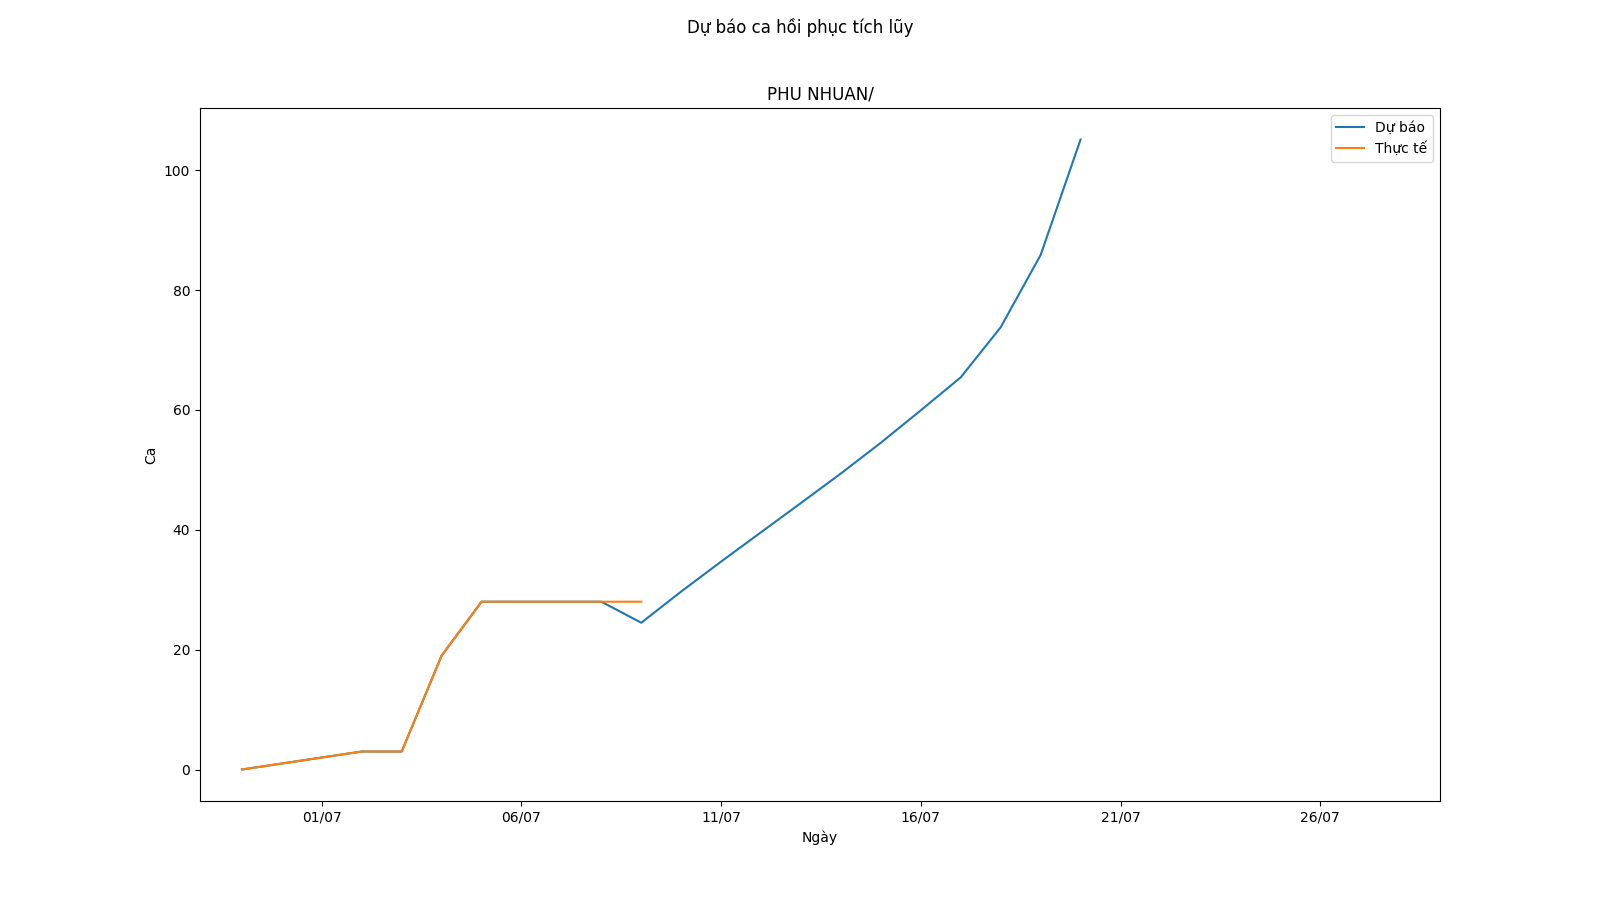 Dự báo ca hồi phục tích lũy
PHU NHUAN/
Dự báo
Thực tế
100
80
60
40
20
0
Ca
01/07
06/07
11/07
16/07
21/07
26/07
Ngày